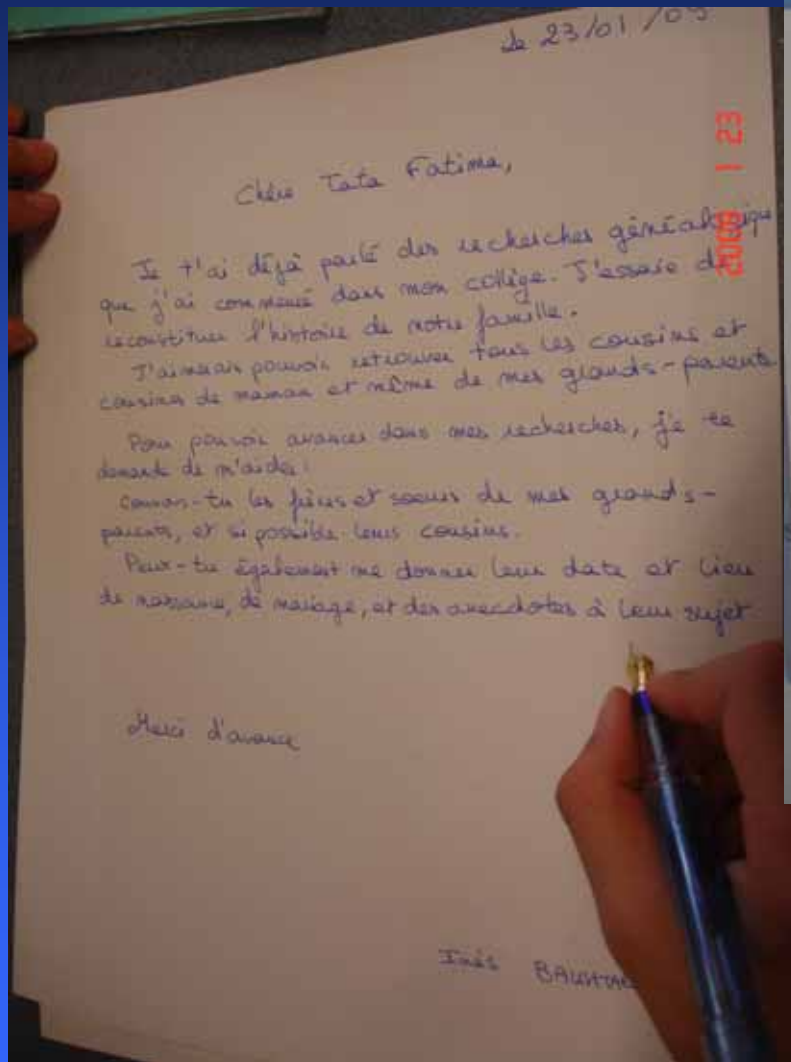 le 23/01/09
Chère Tata Fatima,
Je t'ai déjà parlé des recherches généalogique
que j'ai commencé dans mon collège. J'essaie de
reconstituer l'histoire de notre famille.
J'aimerais pouvoir retrouver tous les cousins et
cousines de maman et même de mes grands-parents
Pour pouvoir avancer dans mes recherches, je te
demande de m'aider :
Connais-tu les frères et soeurs de mes grands-
parents, et si possible leurs cousins.
Peux-tu également me donner leur date et lieu
de naissance, de mariage, et des anecdotes à leur sujet
Merci d'avance
Inès
1 23